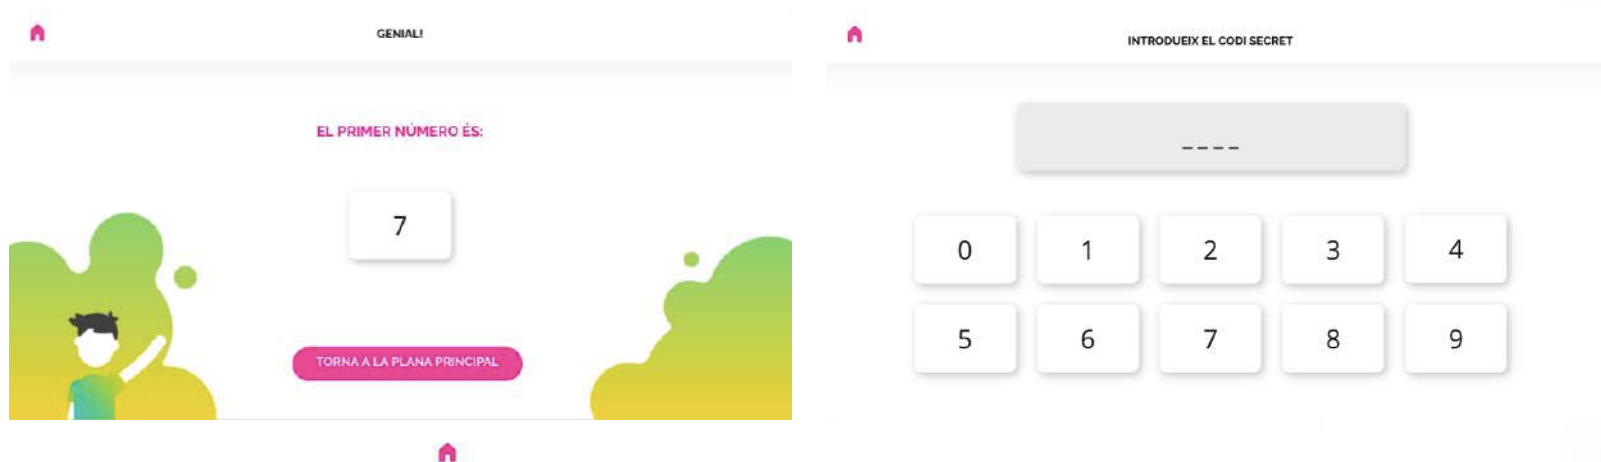 GENIAL!
EL PRIMER NÚMERO ÉS:
7
TORNA A LA PLANA PRINCIPAL
INTRODUEIX EL CODI SECRET
_ _ _ _
0 1 2 3 4
5 6 7 8 9